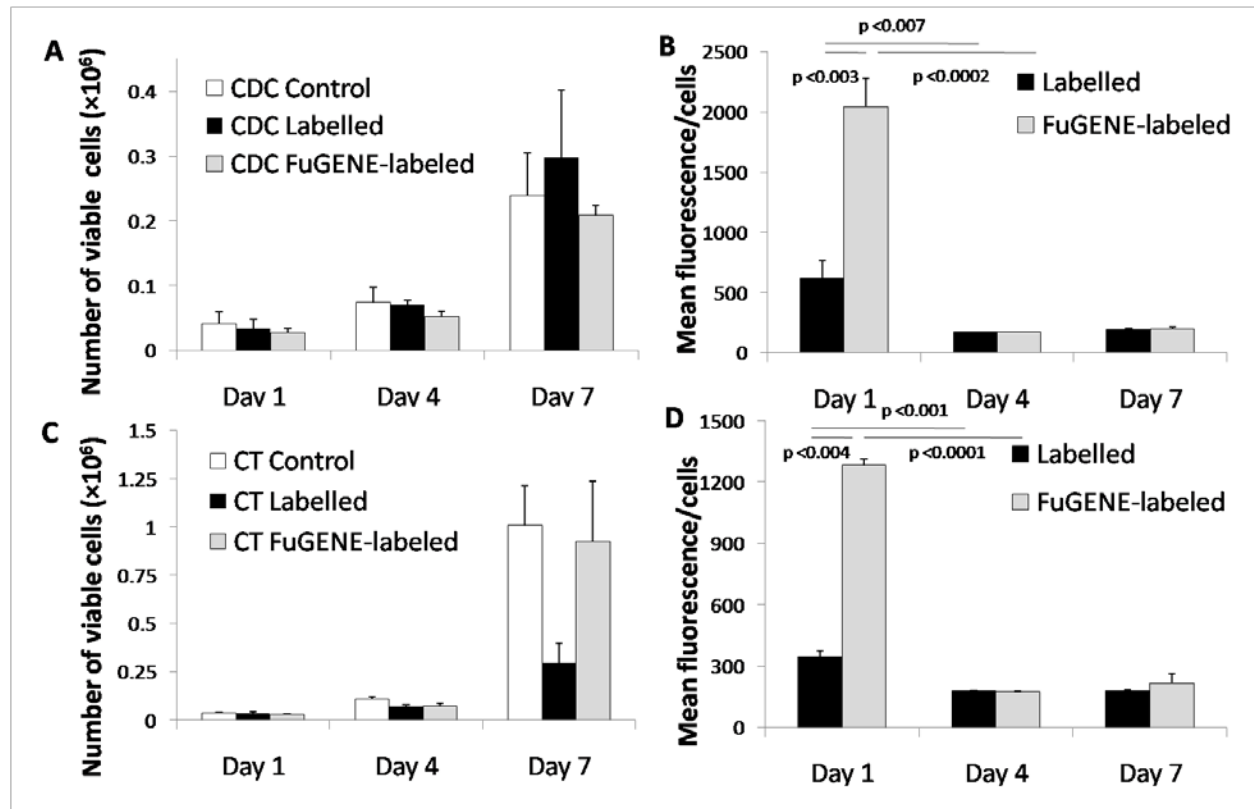 A
Number of viable cells (×10⁶)
0.4
0.3
0.2
0.1
0
CDC Control
CDC Labelled
CDC FuGENE-labeled
Dav 1
Dav 4
Dav 7
B
Mean fluorescence/cells
2500
2000
1500
1000
500
0
p <0.007
p <0.003
p <0.0002
Labelled
FuGENE-labeled
Day 1
Day 4
Day 7
C
Number of viable cells (×10⁶)
1.5
1.25
1
0.75
0.5
0.25
0
CT Control
CT Labelled
CT FuGENE-labeled
Day 1
Day 4
Day 7
D
Mean fluorescence/cells
1500
1200
900
600
300
0
p <0.001
p <0.004
p <0.0001
Labelled
FuGENE-labeled
Day 1
Day 4
Day 7